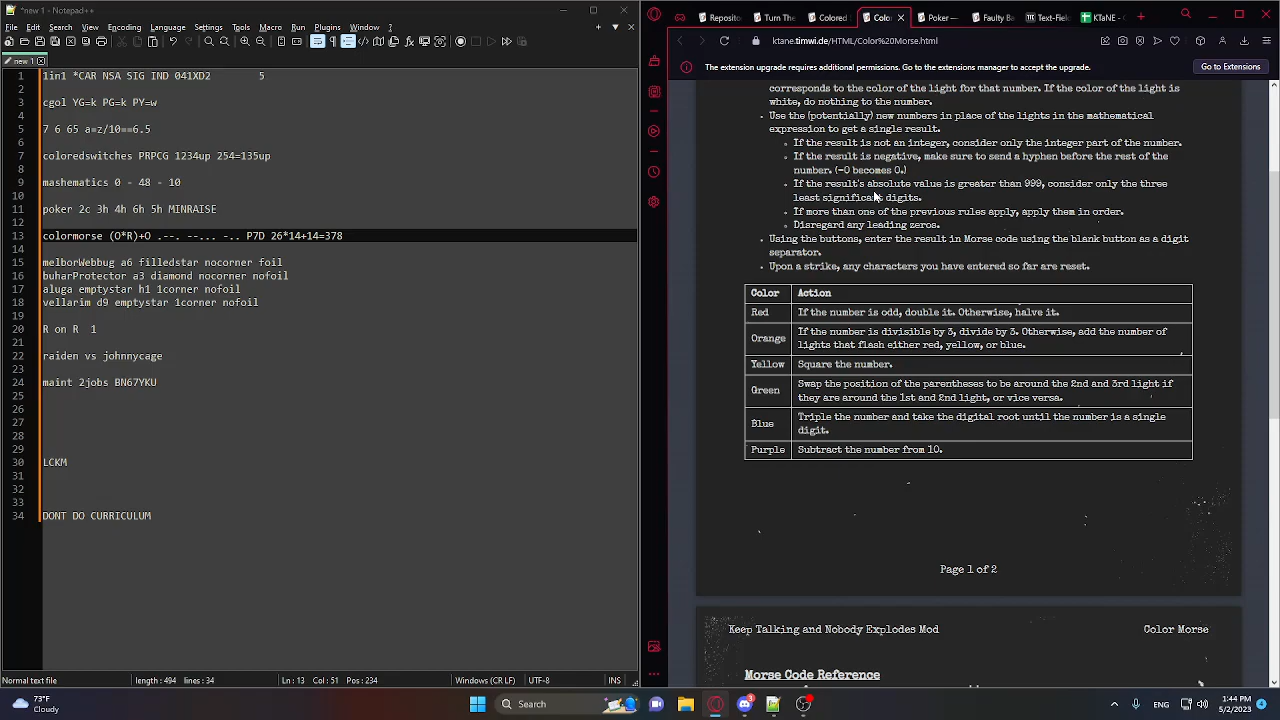 *new 1 - Notepad++
File Edit Search View Encoding Language Settings Tools Macro Run Plugins Window ?
new 1
1 1in1 *CAR NSA SIG IND 041XD2 5
2
3 cgol YG=k PG=k PY=w
4
5 7 6 65 a=z/10==6.5
6
7 coloredswitches PRPRCG 1234up 254=135up
8
9 mashematics 0 - 48 - 10
10
11 poker 2c 3h 4h 6h 5h MINRAISE
12
13 colormorse (O*R)+O .--. --... -.. P7D 26*14+14=378
14
15 melborWebbug a6 filledstar nocorner foil
16 buharProtector a3 diamond nocorner nofoil
17 aluga emptystar h1 1corner nofoil
18 vellarim d9 emptystar 1corner nofoil
19
20 R on R 1
21
22 raiden vs johnnycage
23
24 maint 2jobs BN67YKU
25
26
27
28
29
30 LCKM
31
32
33
34 DONT DO CURRICULUM
Normal text file length : 494 lines : 34 Ln : 13 Col : 51 Pos : 234 Windows (CR LF) UTF-8 INS
Reposito Turn The Colored Color Poker — Faulty Ba Text-Field KTaNE - 
ktane.timwi.de/HTML/Color%20Morse.html
The extension upgrade requires additional permissions. Go to the extensions manager to accept the upgrade. Go to Extensions
corresponds to the color of the light for that number. If the color of the light is
white, do nothing to the number.
Use the (potentially) new numbers in place of the lights in the mathematical
expression to get a single result.
If the result is not an integer, consider only the integer part of the number.
If the result is negative, make sure to send a hyphen before the rest of the
number. (-0 becomes 0.)
If the result's absolute value is greater than 999, consider only the three
least significant digits.
If more than one of the previous rules apply, apply them in order.
Disregard any leading zeros.
Using the buttons, enter the result in Morse code using the blank button as a digit
separator.
Upon a strike, any characters you have entered so far are reset.
Color Action
Red If the number is odd, double it. Otherwise, halve it.
Orange If the number is divisible by 3, divide by 3. Otherwise, add the number of
lights that flash either red, yellow, or blue.
Yellow Square the number.
Green Swap the position of the parentheses to be around the 2nd and 3rd light if
they are around the 1st and 2nd light, or vice versa.
Blue Triple the number and take the digital root until the number is a single
digit.
Purple Subtract the number from 10.
Page 1 of 2
Keep Talking and Nobody Explodes Mod Color Morse
Morse Code Reference
73°F
Cloudy
Search
ENG
1:44 PM
5/2/2023